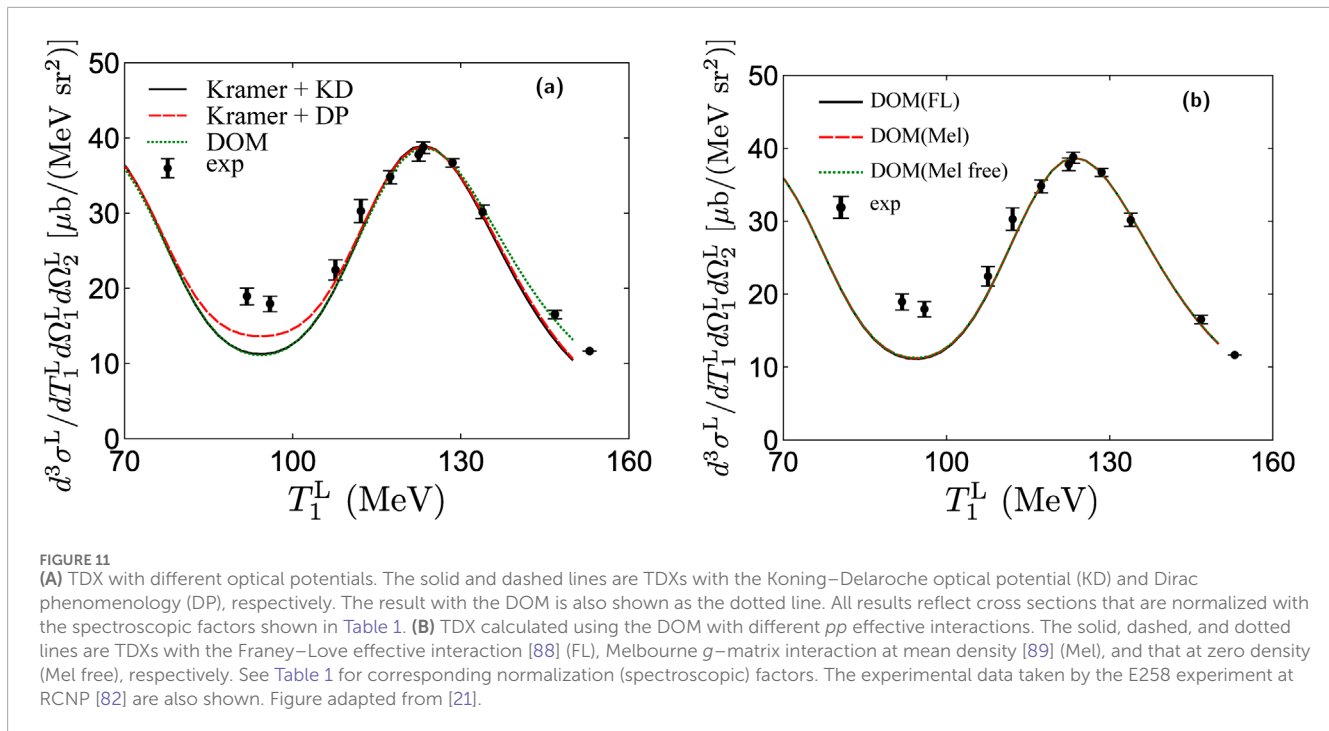 d³σᴸ/dT₁ᴸdΩ₁ᴸdΩ₂ᴸ [μb/(MeV sr²)]
50
40
30
20
10
0
Kramer + KD
Kramer + DP
DOM
exp
(a)
70
100
130
160
T₁ᴸ (MeV)
d³σᴸ/dT₁ᴸdΩ₁ᴸdΩ₂ᴸ [μb/(MeV sr²)]
50
40
30
20
10
0
DOM(FL)
DOM(Mel)
DOM(Mel free)
exp
(b)
70
100
130
160
T₁ᴸ (MeV)
FIGURE 11
(A) TDX with different optical potentials. The solid and dashed lines are TDXs with the Koning–Delaroche optical potential (KD) and Dirac
phenomenology (DP), respectively. The result with the DOM is also shown as the dotted line. All results reflect cross sections that are normalized with
the spectroscopic factors shown in Table 1. (B) TDX calculated using the DOM with different pp effective interactions. The solid, dashed, and dotted
lines are TDXs with the Franey–Love effective interaction [88] (FL), Melbourne g–matrix interaction at mean density [89] (Mel), and that at zero density
(Mel free), respectively. See Table 1 for corresponding normalization (spectroscopic) factors. The experimental data taken by the E258 experiment at
RCNP [82] are also shown. Figure adapted from [21].